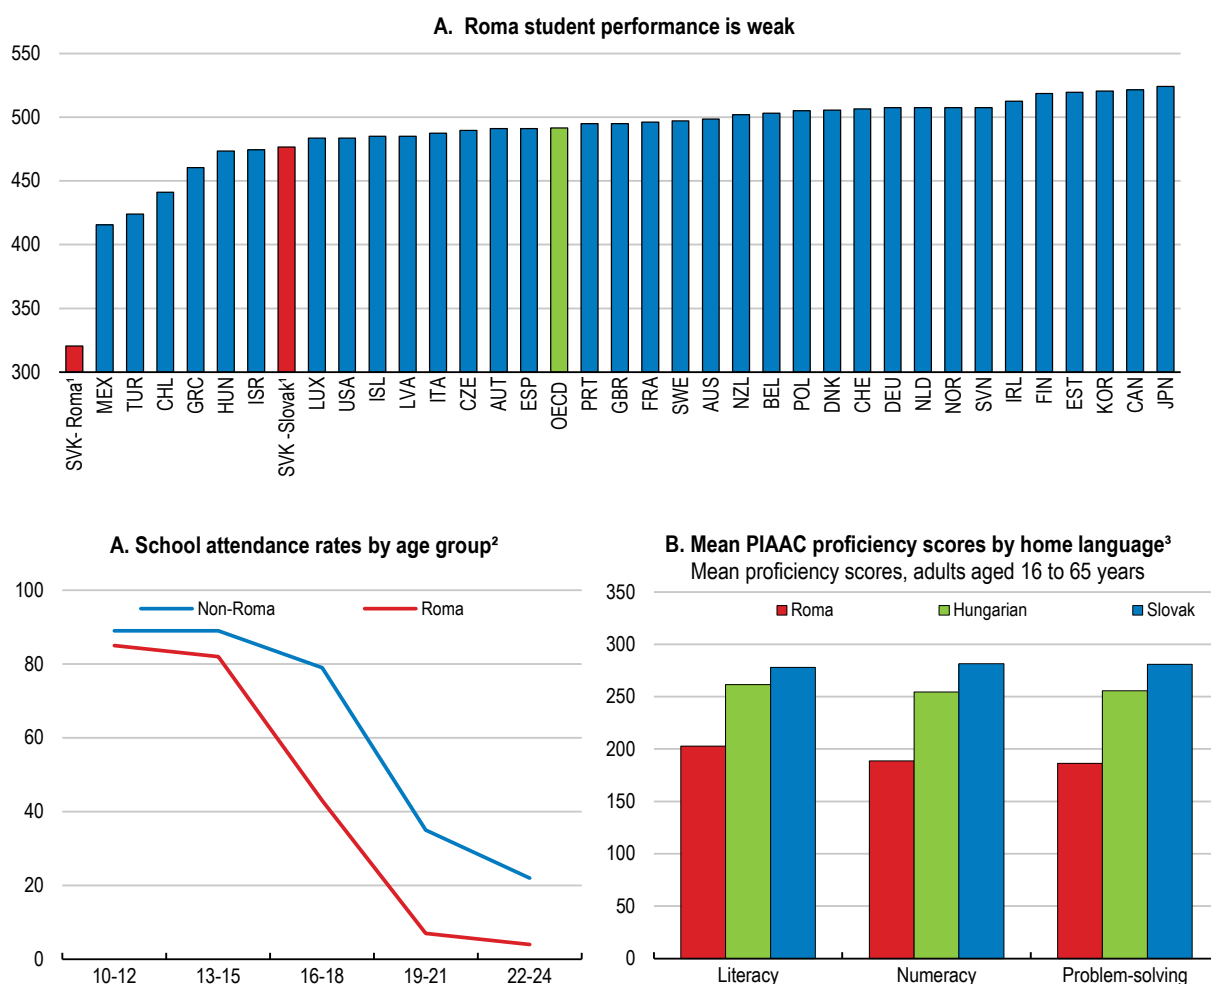 A. Roma student performance is weak
550
500
450
400
350
300
SVK- Roma¹
MEX
TUR
CHL
GRC
HUN
ISR
SVK -Slovak¹
LUX
USA
ISL
LVA
ITA
CZE
AUT
ESP
OECD
PRT
GBR
FRA
SWE
AUS
NZL
BEL
POL
DNK
CHE
DEU
NLD
NOR
SVN
IRL
FIN
EST
KOR
CAN
JPN
A. School attendance rates by age group²
100
80
60
40
20
0
Non-Roma
Roma
10-12
13-15
16-18
19-21
22-24
B. Mean PIAAC proficiency scores by home language³
Mean proficiency scores, adults aged 16 to 65 years
350
300
250
200
150
100
50
0
Roma
Hungarian
Slovak
Literacy
Numeracy
Problem-solving